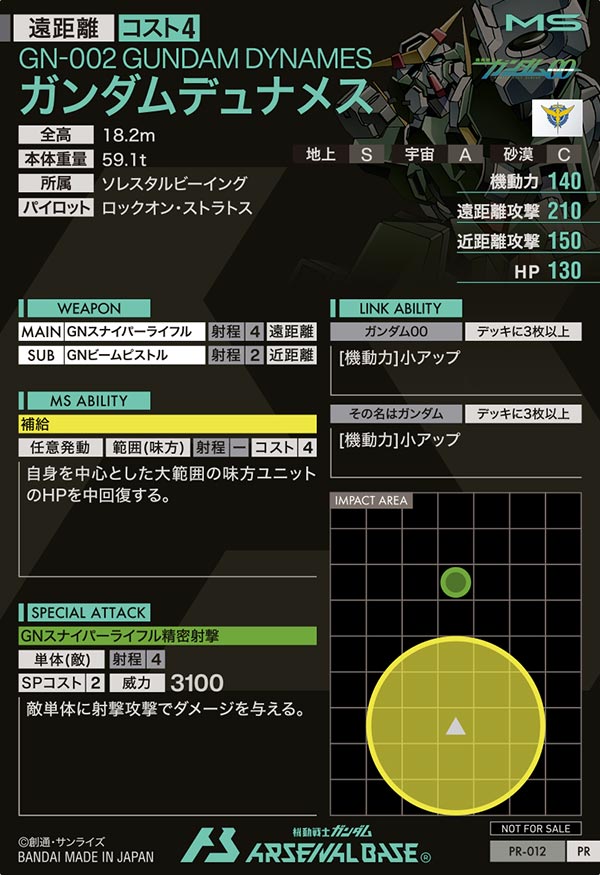 遠距離 コスト4
MS
GN-002 GUNDAM DYNAMES
ガンダムデュナメス
機動戦士ガンダム00
全高 18.2m
本体重量 59.1t
地上 S 宇宙 A 砂漠 C
所属 ソレスタルビーイング
機動力 140
パイロット ロックオン・ストラトス
遠距離攻撃 210
近距離攻撃 150
HP 130
WEAPON
MAIN GNスナイパーライフル 射程 4 遠距離
SUB GNビームピストル 射程 2 近距離
MS ABILITY
補給
任意発動 範囲(味方) 射程 ー コスト 4
自身を中心とした大範囲の味方ユニット
のHPを中回復する。
SPECIAL ATTACK
GNスナイパーライフル精密射撃
単体(敵) 射程 4
SPコスト 2 威力 3100
敵単体に射撃攻撃でダメージを与える。
LINK ABILITY
ガンダム00 デッキに3枚以上
[機動力]小アップ
その名はガンダム デッキに3枚以上
[機動力]小アップ
IMPACT AREA
©創通・サンライズ
BANDAI MADE IN JAPAN
機動戦士ガンダム
ARSENAL BASE®
NOT FOR SALE
PR-012 PR